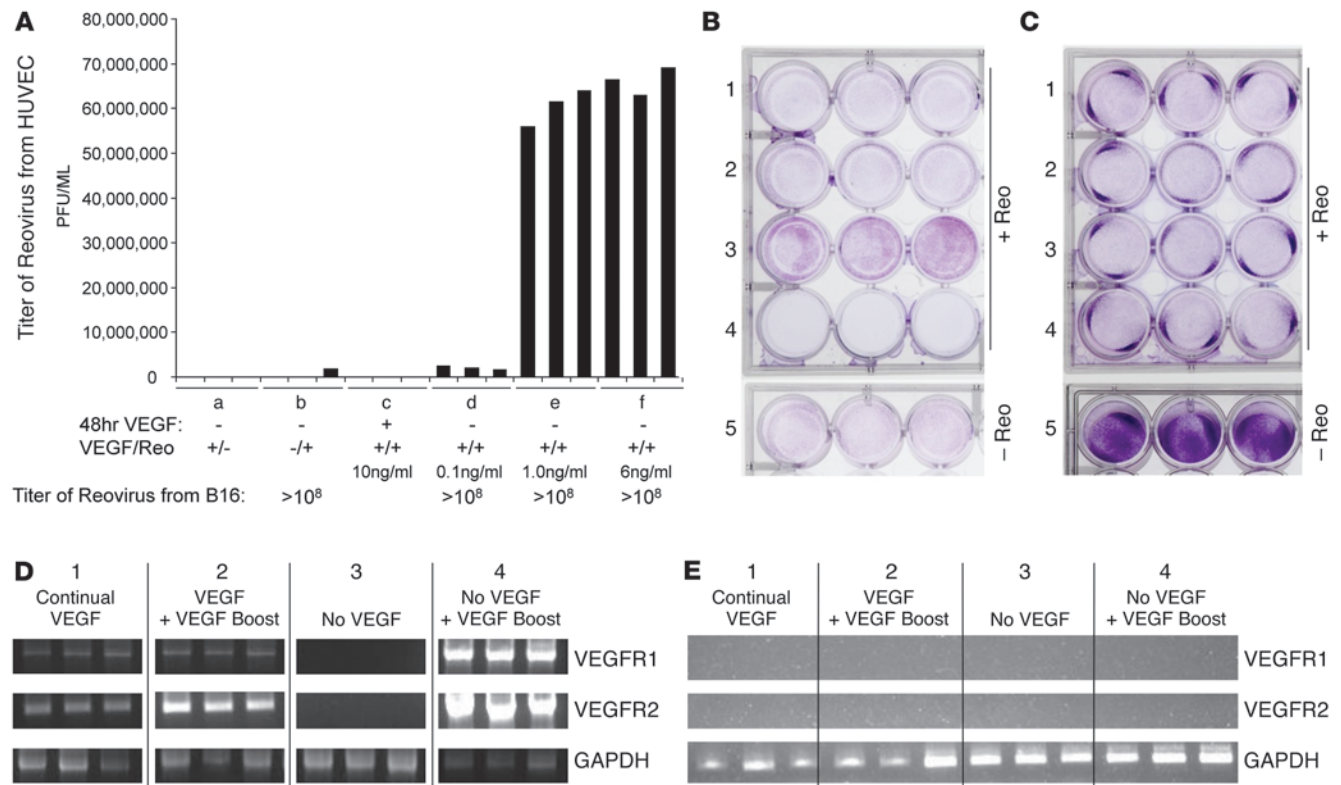 A
Titer of Reovirus from HUVEC
PFU/ML
80,000,000
70,000,000
60,000,000
50,000,000
40,000,000
30,000,000
20,000,000
10,000,000
0
a b c d e f
48hr VEGF: - - + - - -
VEGF/Reo +/- -/+ +/+ +/+ +/+ +/+
10ng/ml 0.1ng/ml 1.0ng/ml 6ng/ml
Titer of Reovirus from B16: >10⁸ >10⁸ >10⁸ >10⁸
B
1
2
3
4
5
+ Reo
– Reo
C
1
2
3
4
5
+ Reo
– Reo
D
1 2 3 4
Continual VEGF + VEGF Boost No VEGF No VEGF
VEGF + VEGF Boost
VEGFR1
VEGFR2
GAPDH
E
1 2 3 4
Continual VEGF + VEGF Boost No VEGF No VEGF
VEGF + VEGF Boost
VEGFR1
VEGFR2
GAPDH